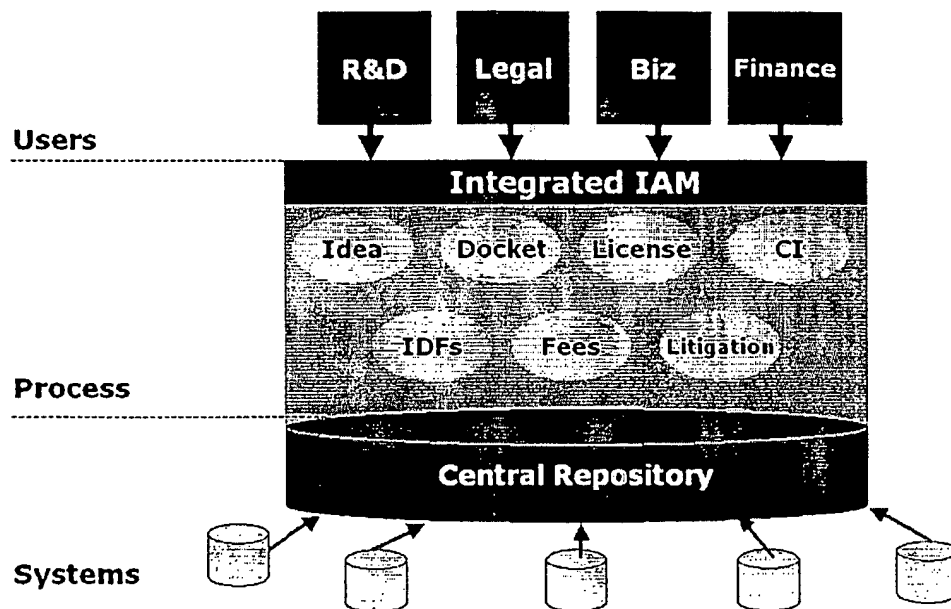 R&D Legal Biz Finance
Users
Integrated IAM
Idea Docket License CI
IDFs Fees Litigation
Process
Central Repository
Systems